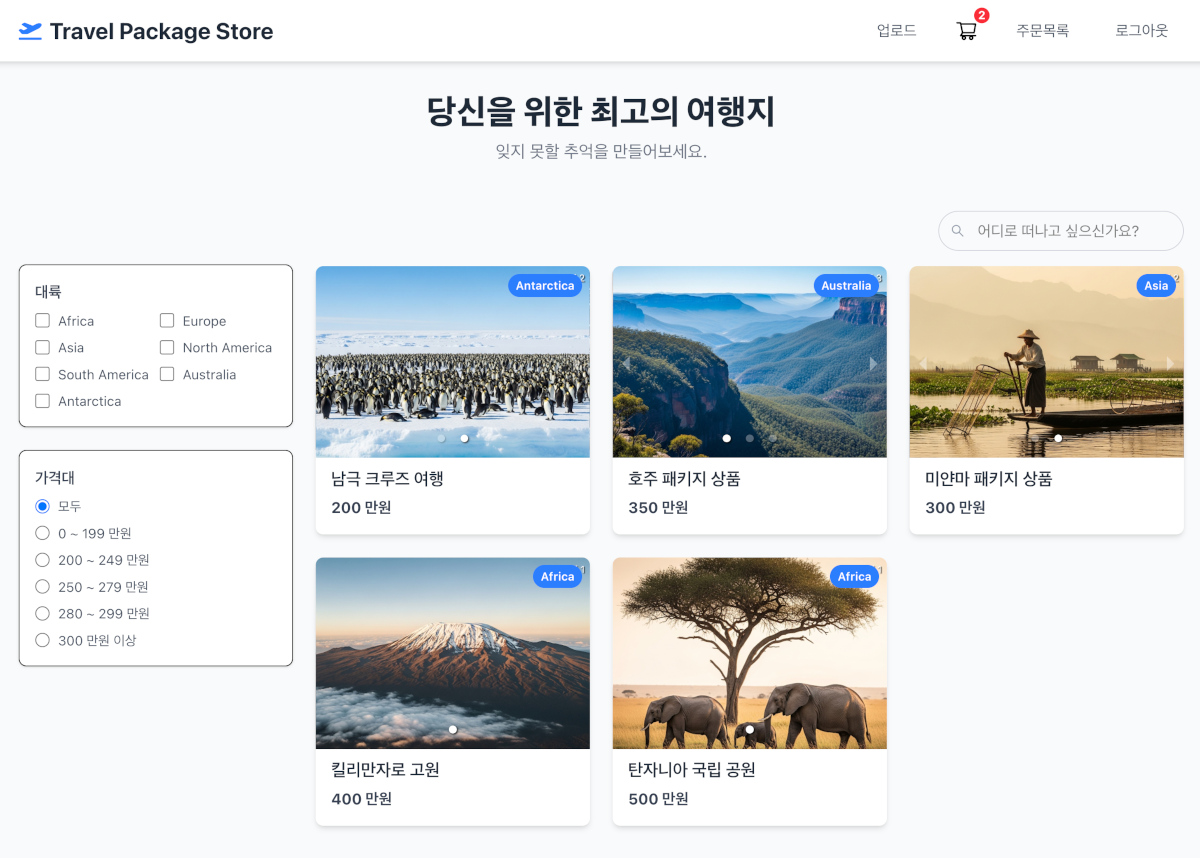 Travel Package Store
업로드
2
주문목록
로그아웃
당신을 위한 최고의 여행지
잊지 못할 추억을 만들어보세요.
어디로 떠나고 싶으신가요?
대륙
Africa
Europe
Asia
North America
South America
Australia
Antarctica
가격대
모두
0 ~ 199 만원
200 ~ 249 만원
250 ~ 279 만원
280 ~ 299 만원
300 만원 이상
Antarctica
남극 크루즈 여행
200 만원
Australia
호주 패키지 상품
350 만원
Asia
미얀마 패키지 상품
300 만원
Africa
킬리만자로 고원
400 만원
Africa
탄자니아 국립 공원
500 만원